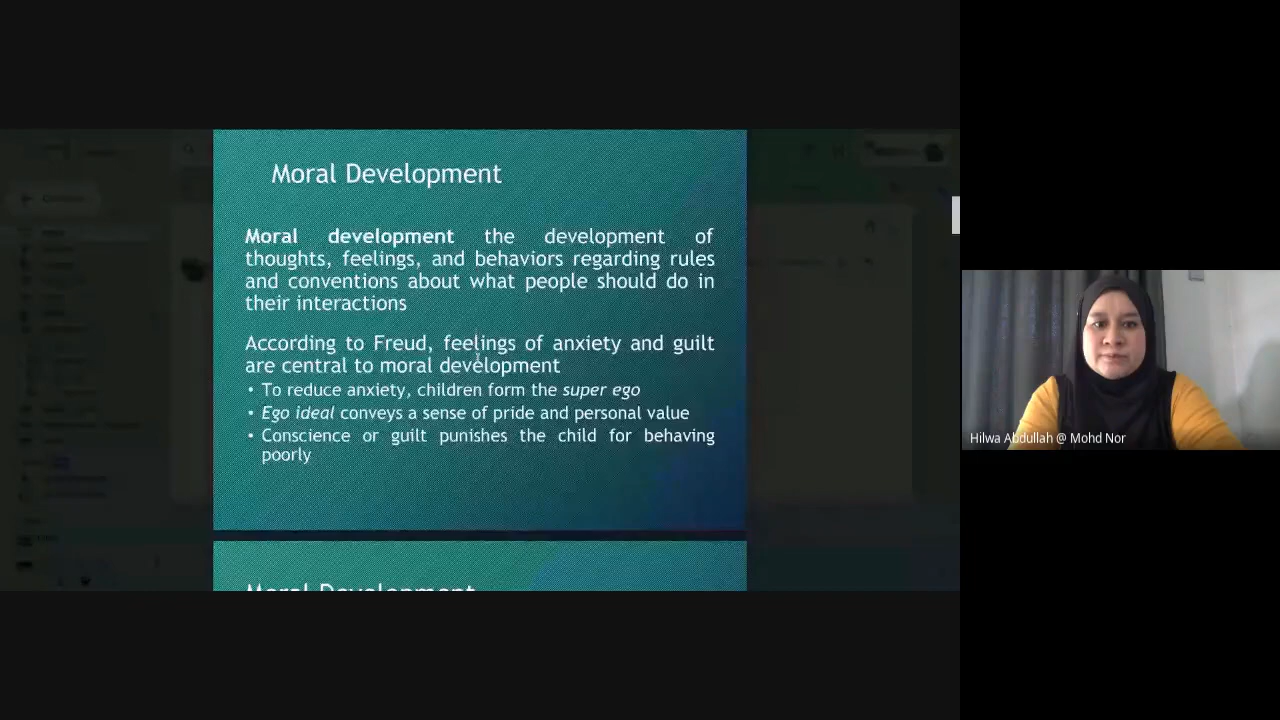 Moral Development
Moral development the development of
thoughts, feelings, and behaviors regarding rules
and conventions about what people should do in
their interactions
According to Freud, feelings of anxiety and guilt
are central to moral development
• To reduce anxiety, children form the super ego
• Ego ideal conveys a sense of pride and personal value
• Conscience or guilt punishes the child for behaving
poorly
Moral Development
Hilwa Abdullah @ Mohd Nor